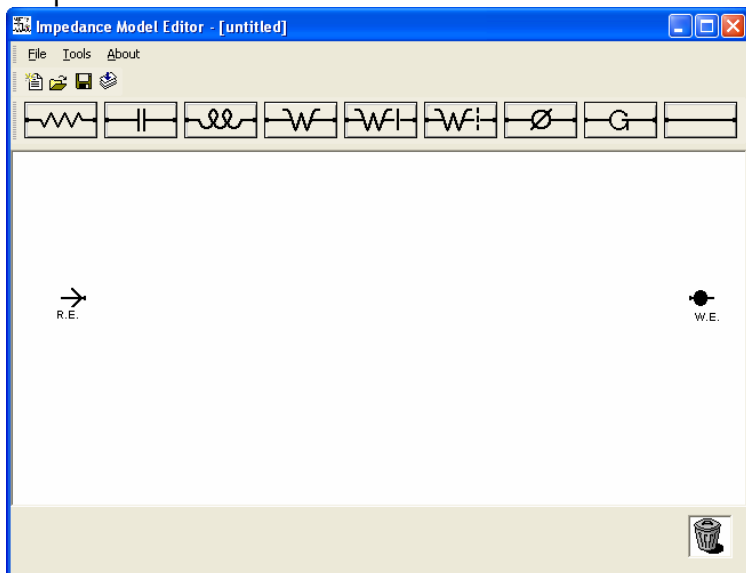 Impedance Model Editor - [untitled]
File Tools About
W W W Ø G
R.E.
W.E.